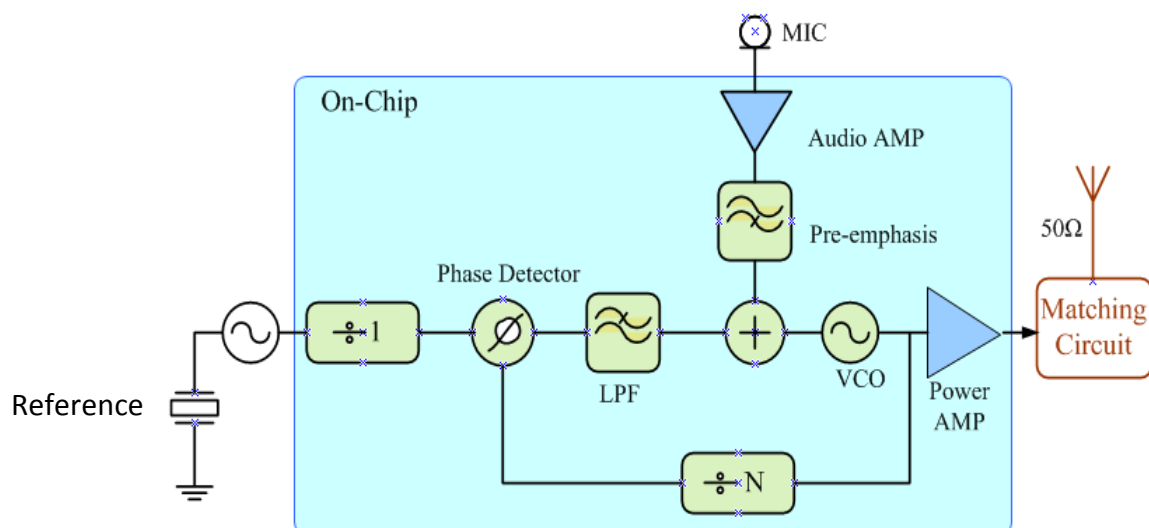 MIC
On-Chip
Audio AMP
Pre-emphasis
50Ω
Phase Detector
÷1
LPF
VCO
Power
AMP
Matching
Circuit
Reference
÷N